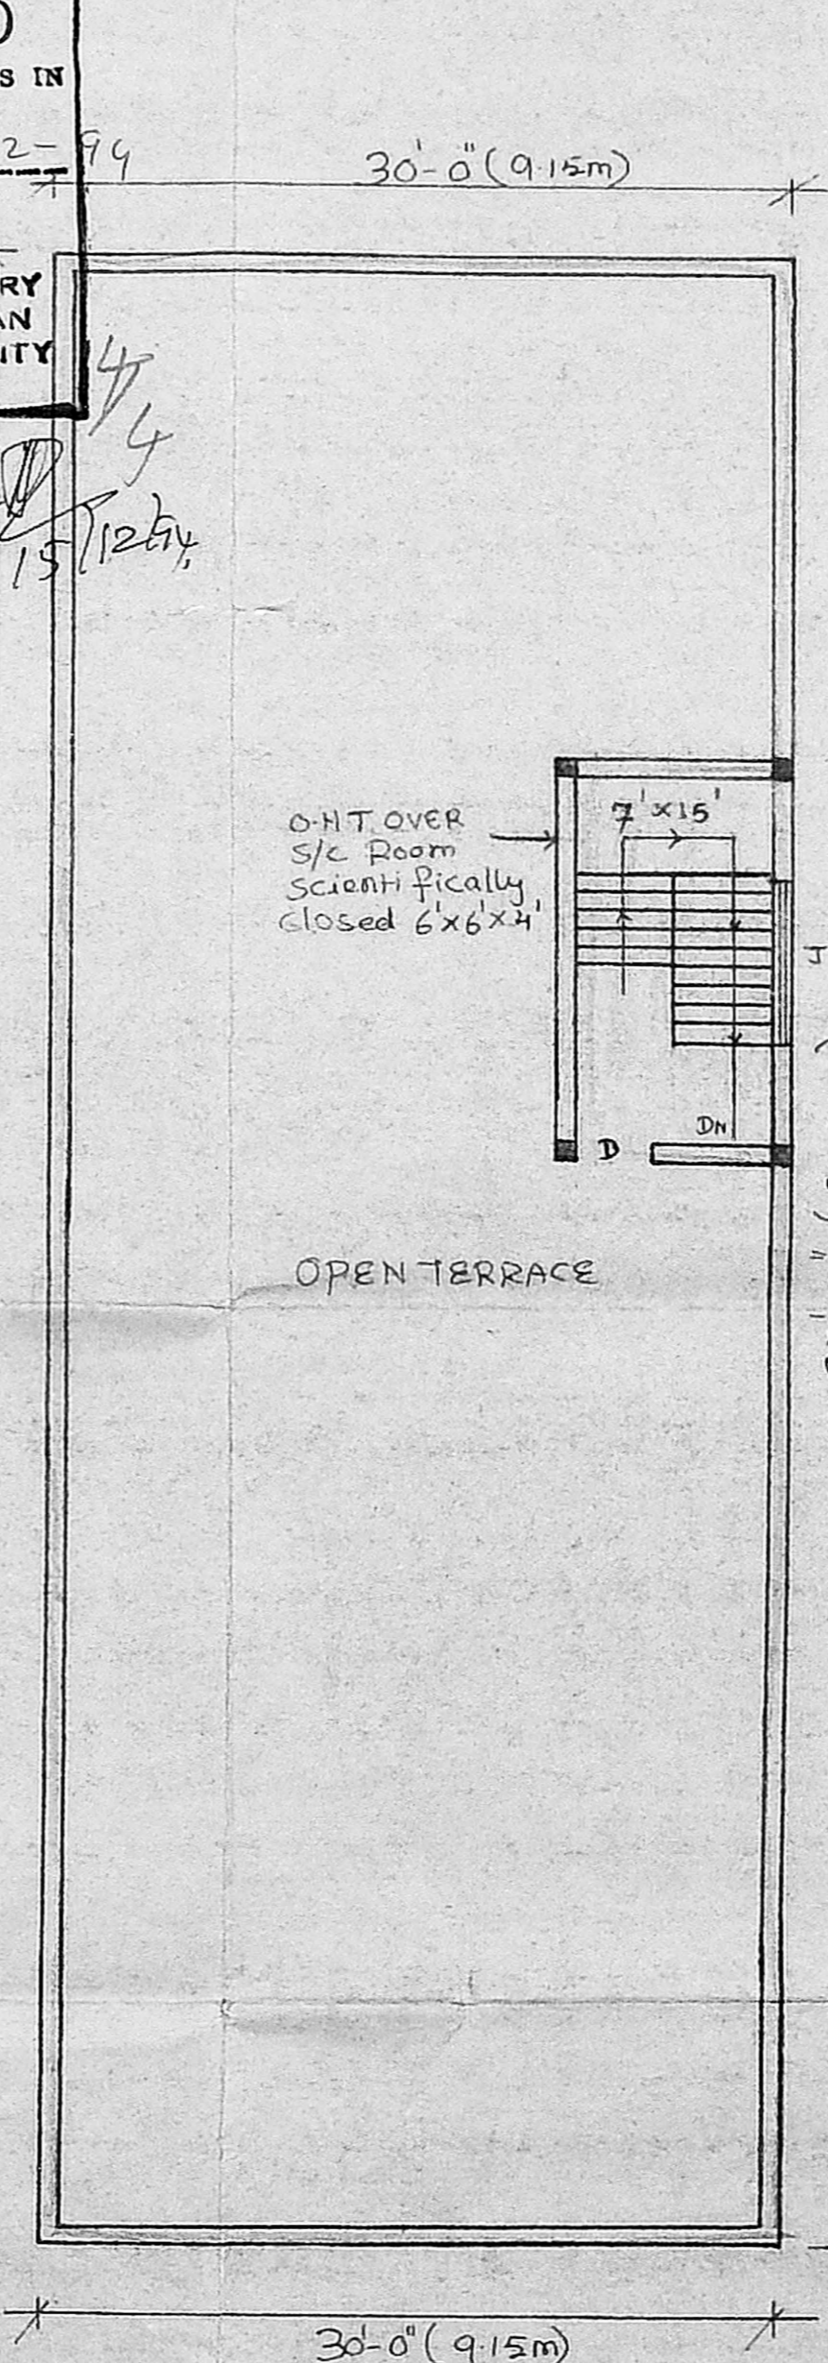 S IN
2-94
30'-0" (9.15m)
RY
AN
ITY
4/4
15/12/94
O.H.T OVER
S/C Room
scientifically
closed 6'x6'x4'
7'x15'
J
DN
D
OPEN TERRACE
30'-0" (9.15m)